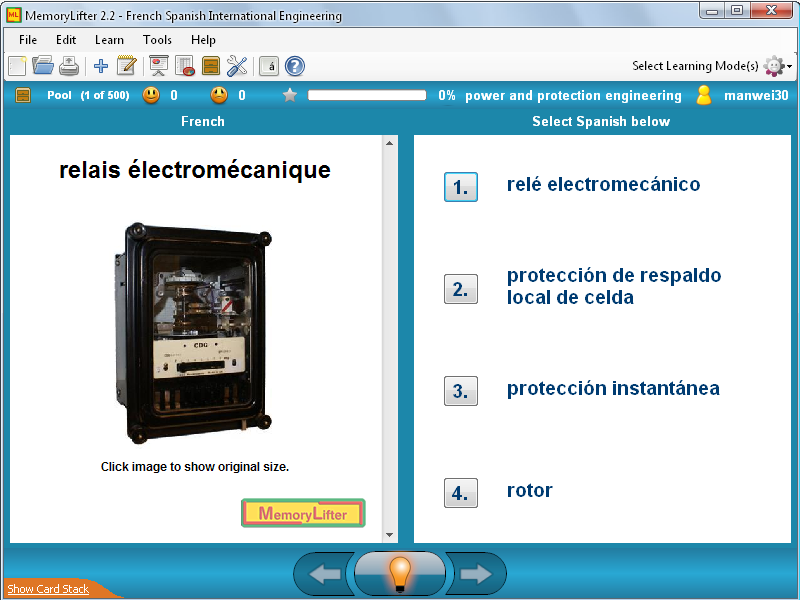 MemoryLifter 2.2 - French Spanish International Engineering
File Edit Learn Tools Help
Select Learning Mode(s)
Pool (1 of 500) 0 0 0% power and protection engineering manwei30
French
Select Spanish below
relais électromécanique
CDG
Click image to show original size.
MemoryLifter
1. relé electromecánico
2. protección de respaldo
local de celda
3. protección instantánea
4. rotor
Show Card Stack